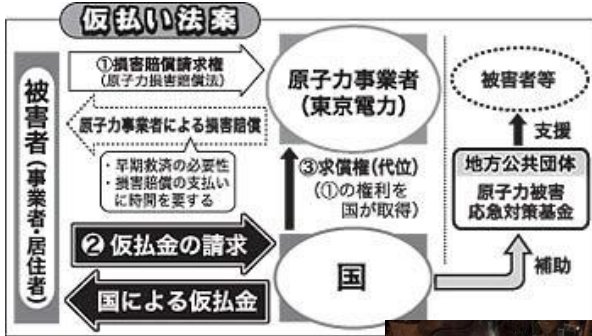 仮払い法案
①損害賠償請求権
(原子力損害賠償法)
原子力事業者による損害賠償
・早期救済の必要性
・損害賠償の支払い
に時間を要する
❷仮払金の請求
国による仮払金
被害者(事業者・居住者)
原子力事業者
(東京電力)
③求償権(代位)
(①の権利を
国が取得)
国
被害者等
支援
地方公共団体
原子力被害
応急対策基金
補助